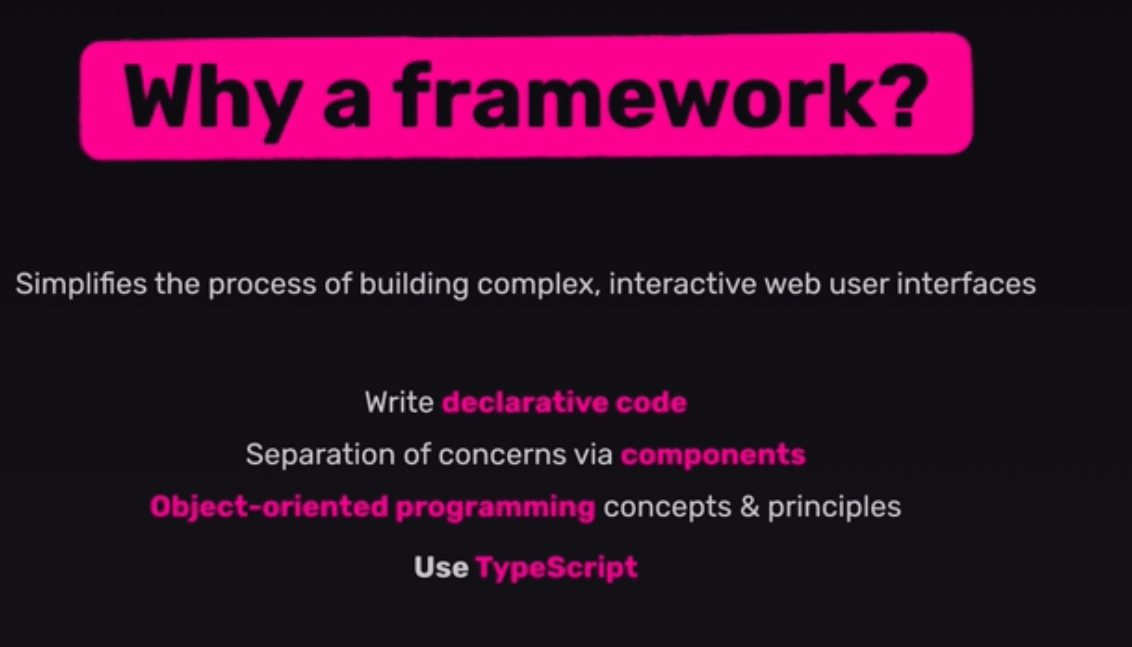 Why a framework?
Simplifies the process of building complex, interactive web user interfaces
Write declarative code
Separation of concerns via components
Object-oriented programming concepts & principles
Use TypeScript